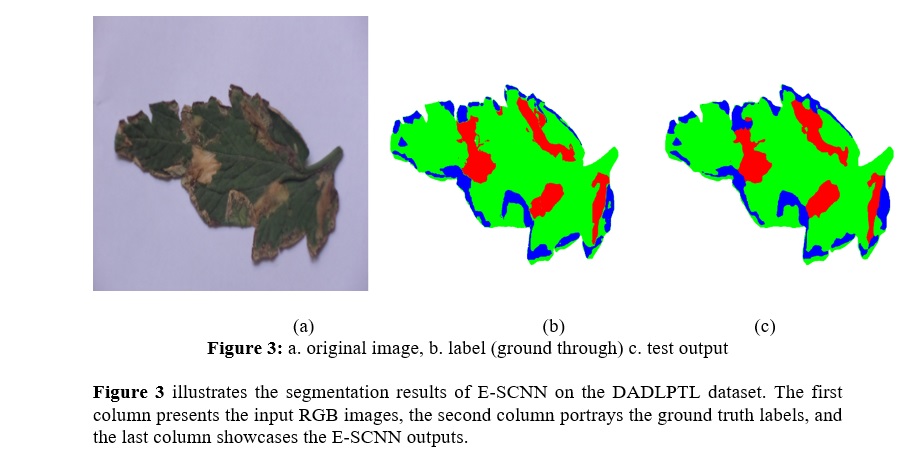 (a) (b) (c)
Figure 3: a. original image, b. label (ground through) c. test output
Figure 3 illustrates the segmentation results of E-SCNN on the DADLPTL dataset. The first
column presents the input RGB images, the second column portrays the ground truth labels, and
the last column showcases the E-SCNN outputs.